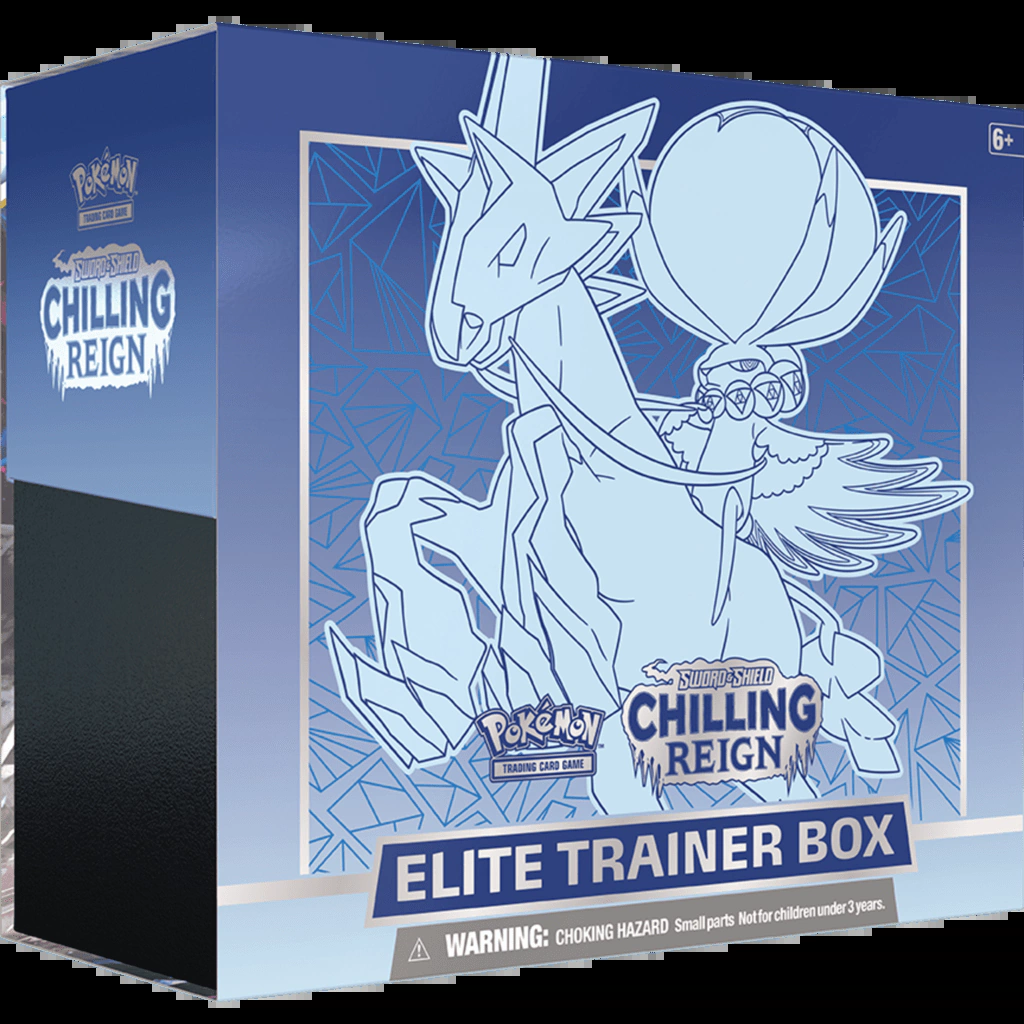 Pokémon
TRADING CARD GAME
SWORD & SHIELD
CHILLING
REIGN
6+
Pokémon
TRADING CARD GAME
SWORD & SHIELD
CHILLING
REIGN
ELITE TRAINER BOX
WARNING: CHOKING HAZARD Small parts Not for children under 3 years.